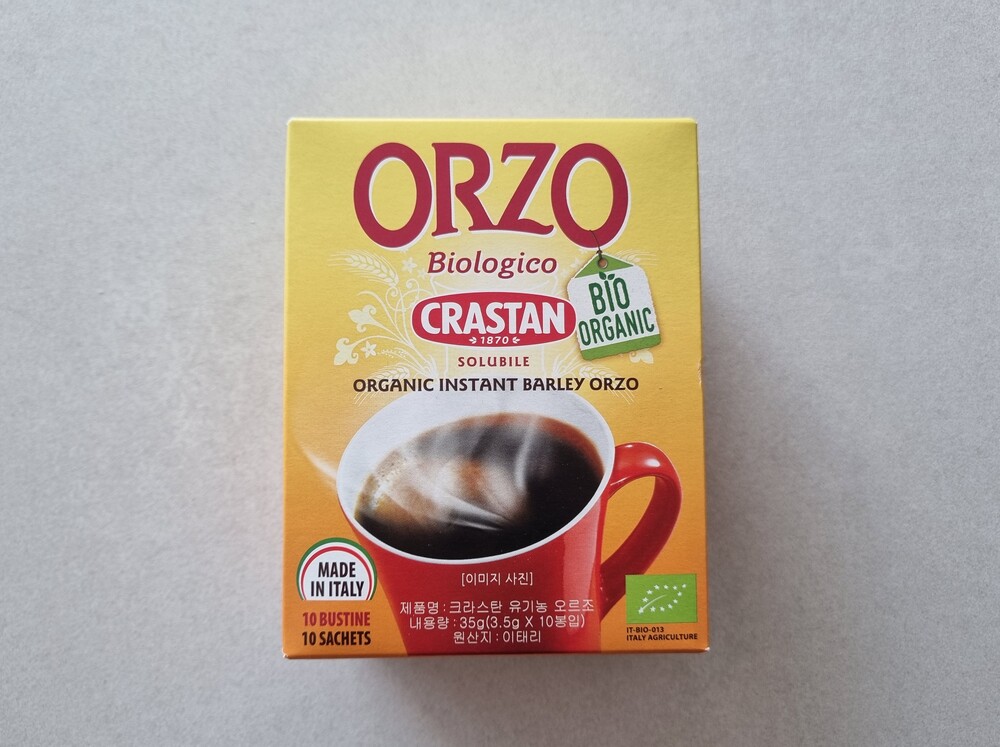 ORZO
Biologico
BIO
ORGANIC
CRASTAN
1870
SOLUBILE
ORGANIC INSTANT BARLEY ORZO
MADE
IN ITALY
10 BUSTINE
10 SACHETS
[이미지 사진]
제품명 : 크라스탄 유기농 오르조
내용량 : 35g(3.5g X 10봉입)
원산지 : 이태리
IT-BIO-013
ITALY AGRICULTURE